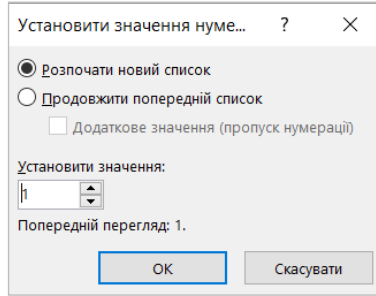 Установити значення нуме... ?
Розпочати новий список
Продовжити попередній список
Додаткове значення (пропуск нумерації)
Установити значення:
1
Попередній перегляд: 1.
ОК Скасувати